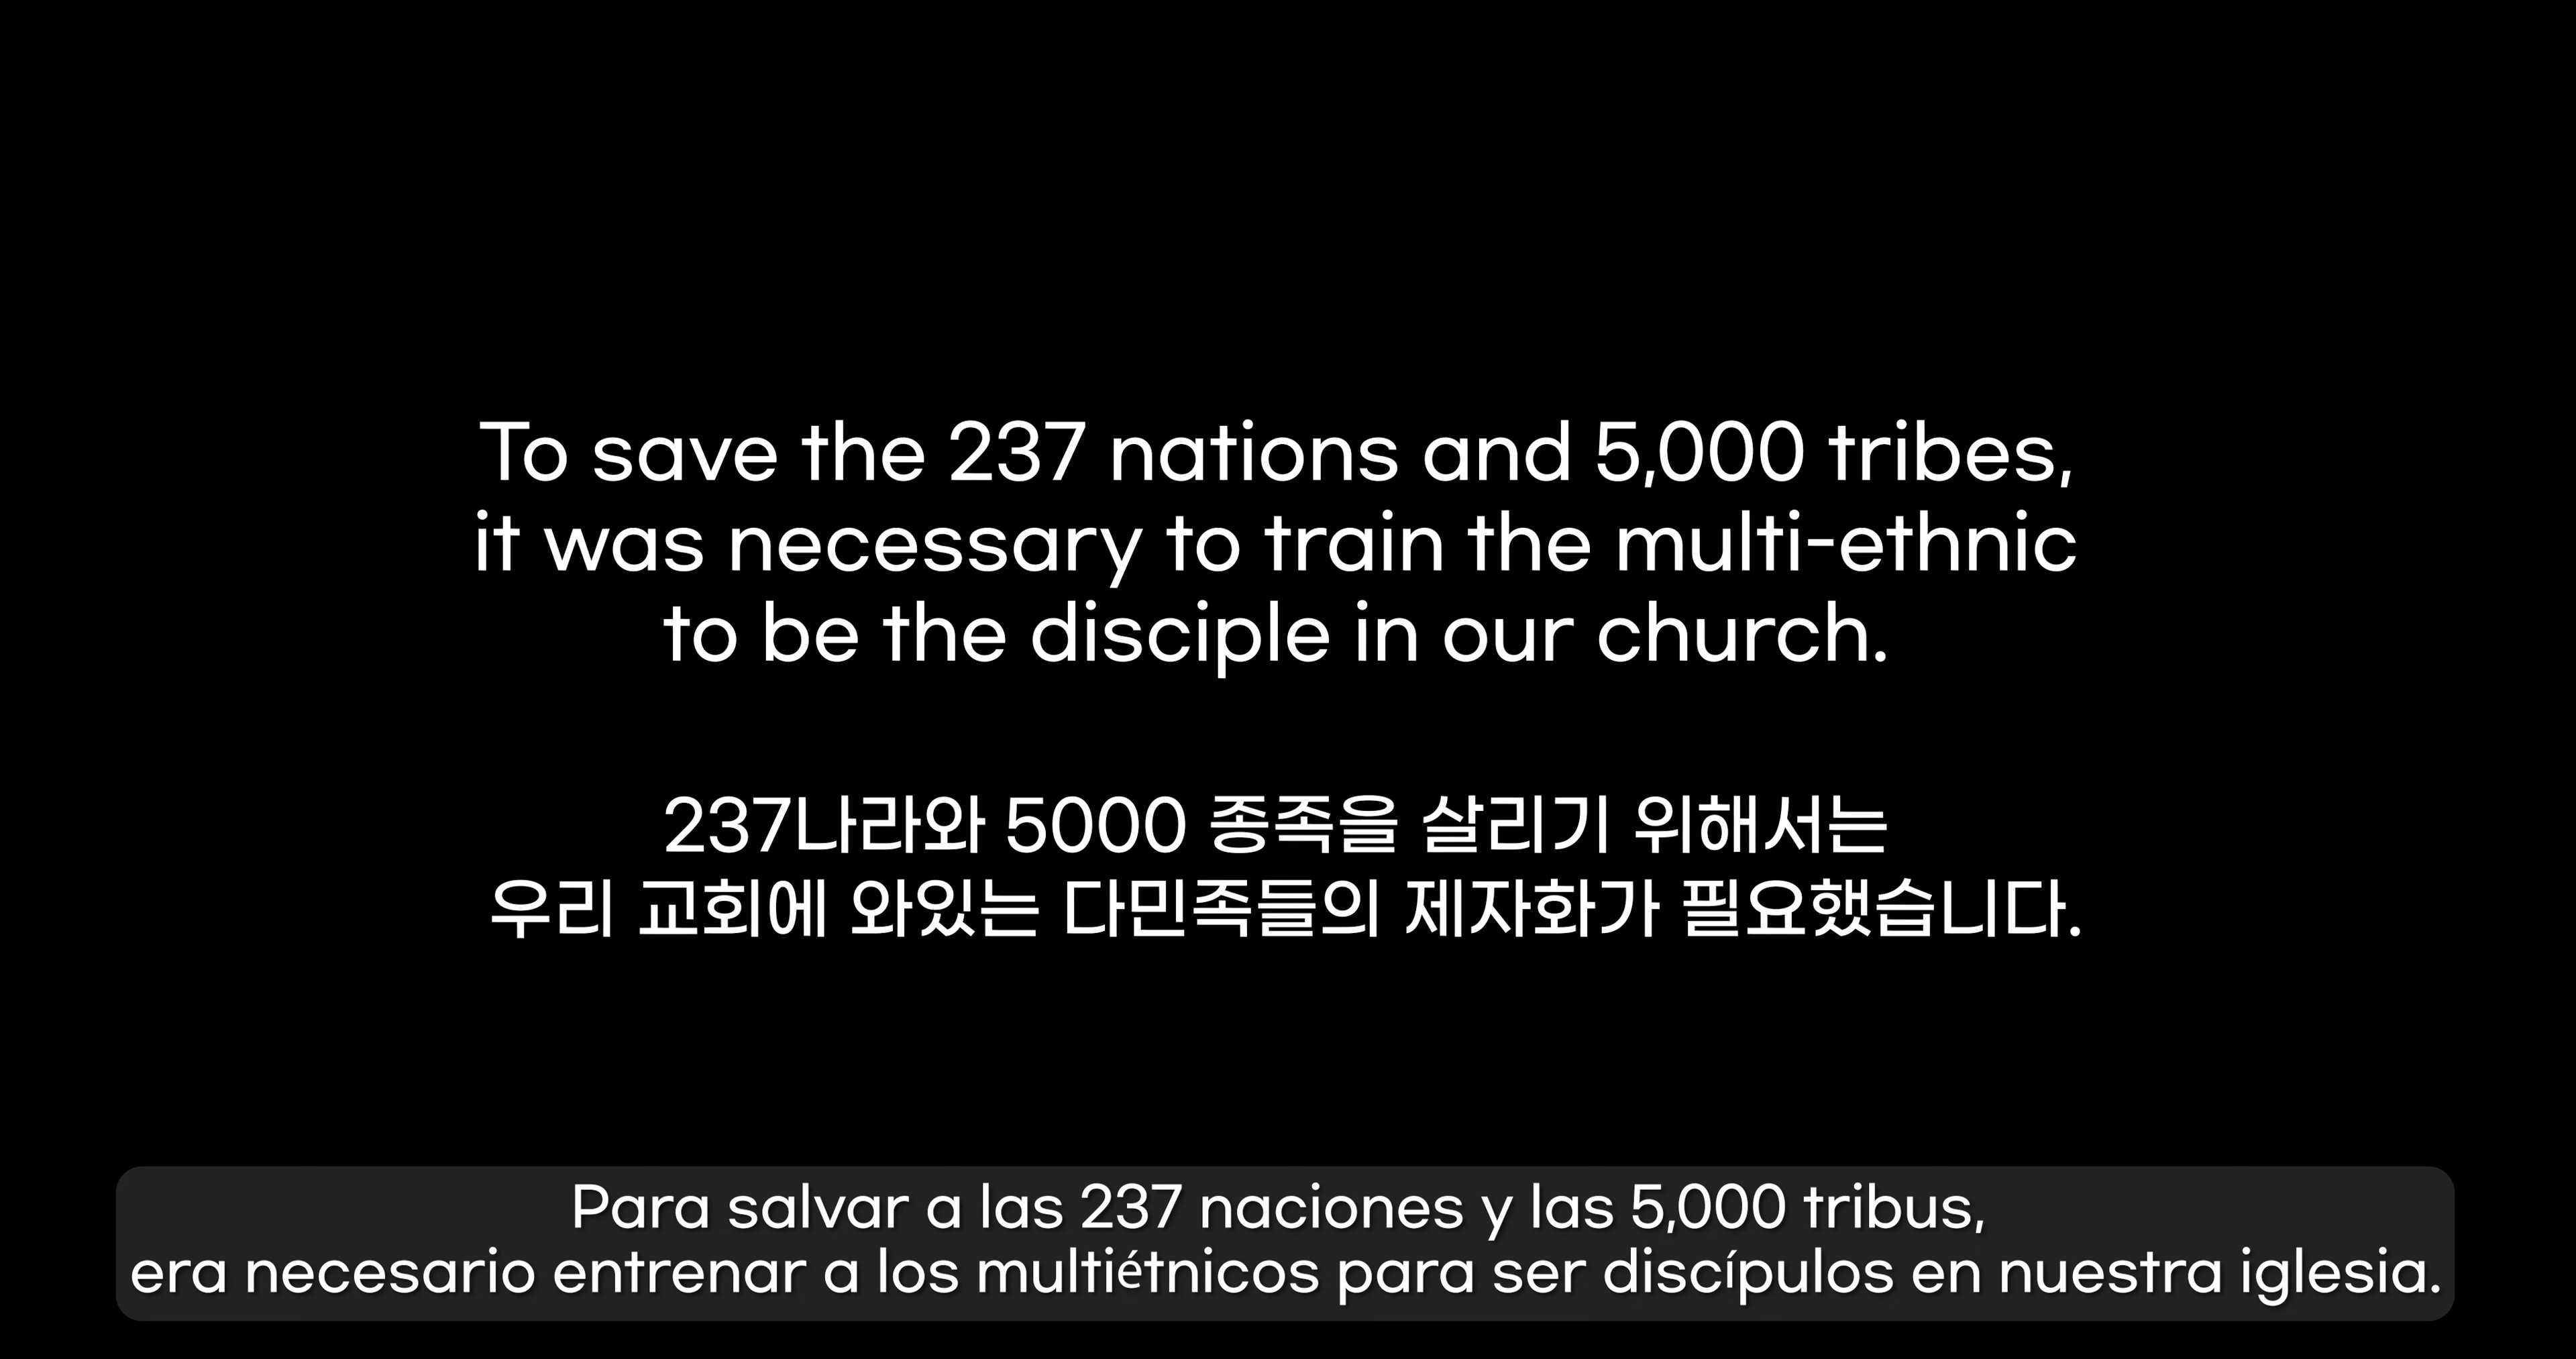 To save the 237 nations and 5,000 tribes,
it was necessary to train the multi-ethnic
to be the disciple in our church.
237나라와 5000 종족을 살리기 위해서는
우리 교회에 와있는 다민족들의 제자화가 필요했습니다.
Para salvar a las 237 naciones y las 5,000 tribus,
era necesario entrenar a los multiétnicos para ser discípulos en nuestra iglesia.